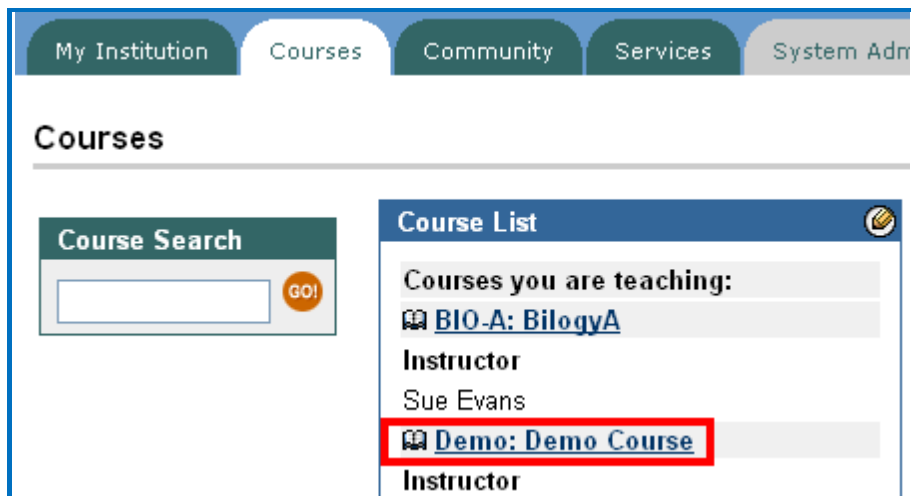 My Institution Courses Community Services System Adm
Courses
Course Search
GO!
Course List
Courses you are teaching:
BIO-A: BilogyA
Instructor
Sue Evans
Demo: Demo Course
Instructor